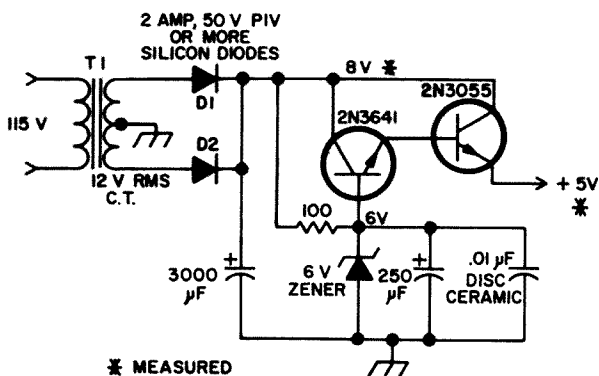 2 AMP, 50 V PIV
OR MORE
SILICON DIODES
T1
8V ✱
2N3055
D1
2N3641
115 V
D2
+ 5V
✱
12 V RMS
C.T.
100
6V
+
+
.01 µF
DISC
CERAMIC
3000
µF
6 V
ZENER
250
µF
✱ MEASURED